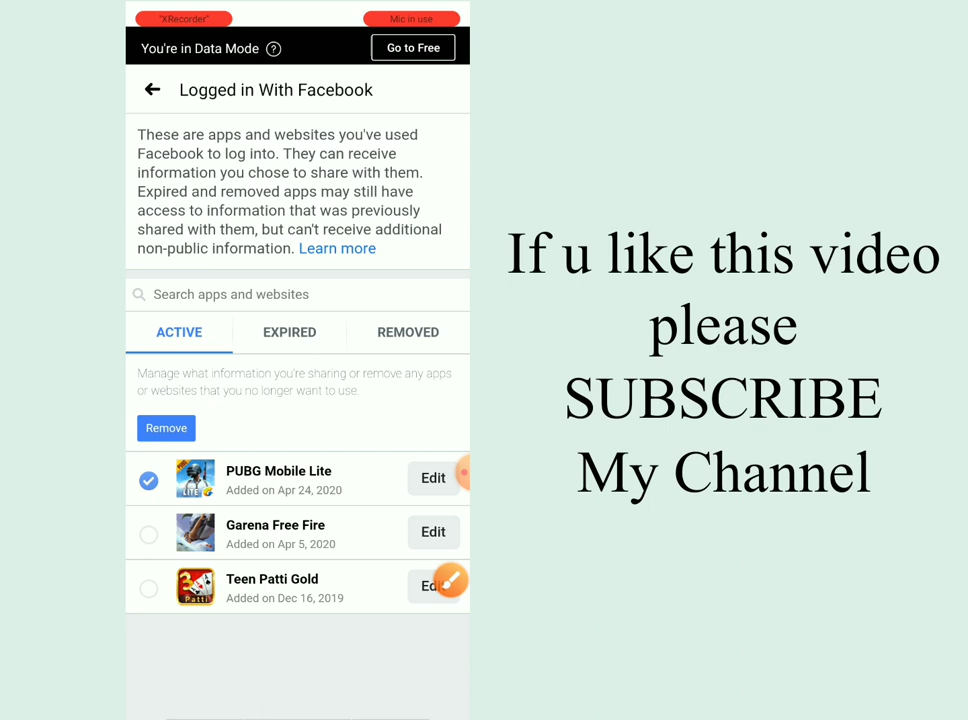 "XRecorder"
Mic in use
You're in Data Mode ?
Go to Free
Logged in With Facebook
These are apps and websites you've used
Facebook to log into. They can receive
information you chose to share with them.
Expired and removed apps may still have
access to information that was previously
shared with them, but can't receive additional
non-public information. Learn more
Search apps and websites
ACTIVE
EXPIRED
REMOVED
Manage what information you're sharing or remove any apps
or websites that you no longer want to use.
Remove
PUBG Mobile Lite
Added on Apr 24, 2020
Edit
LITE
Garena Free Fire
Added on Apr 5, 2020
Edit
Teen Patti Gold
Added on Dec 16, 2019
3
Patti
If u like this video
please
SUBSCRIBE
My Channel